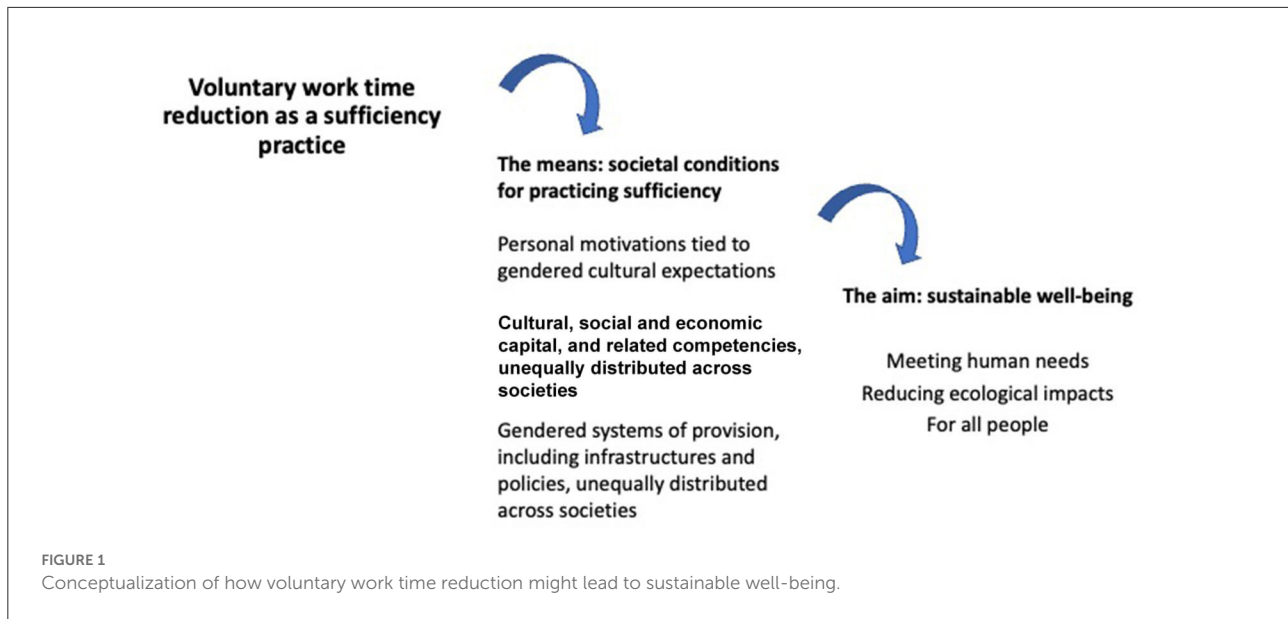 Voluntary work time
reduction as a sufficiency
practice
The means: societal conditions
for practicing sufficiency
Personal motivations tied to
gendered cultural expectations
Cultural, social and economic
capital, and related competencies,
unequally distributed across
societies
Gendered systems of provision,
including infrastructures and
policies, unequally distributed
across societies
The aim: sustainable well-being
Meeting human needs
Reducing ecological impacts
For all people
FIGURE 1
Conceptualization of how voluntary work time reduction might lead to sustainable well-being.